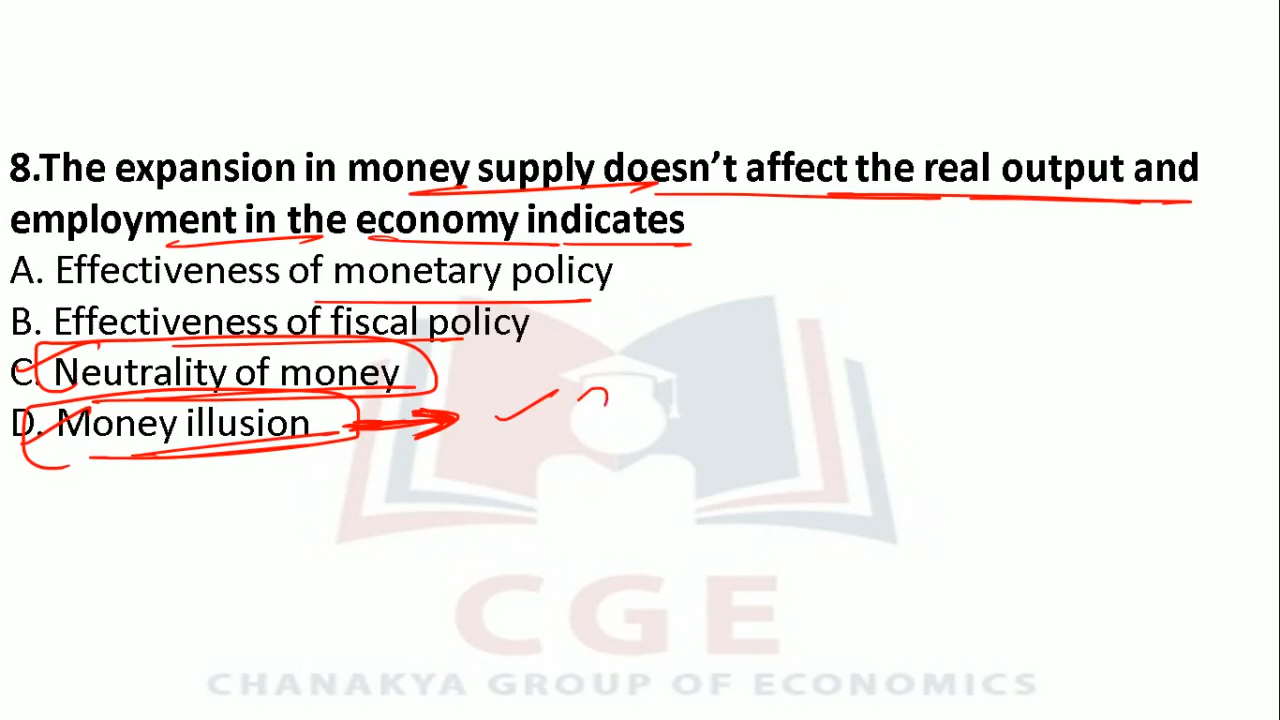 8.The expansion in money supply doesn't affect the real output and
employment in the economy indicates
A. Effectiveness of monetary policy
B. Effectiveness of fiscal policy
C. Neutrality of money
D. Money illusion
CGE
CHANAKYA GROUP OF ECONOMICS